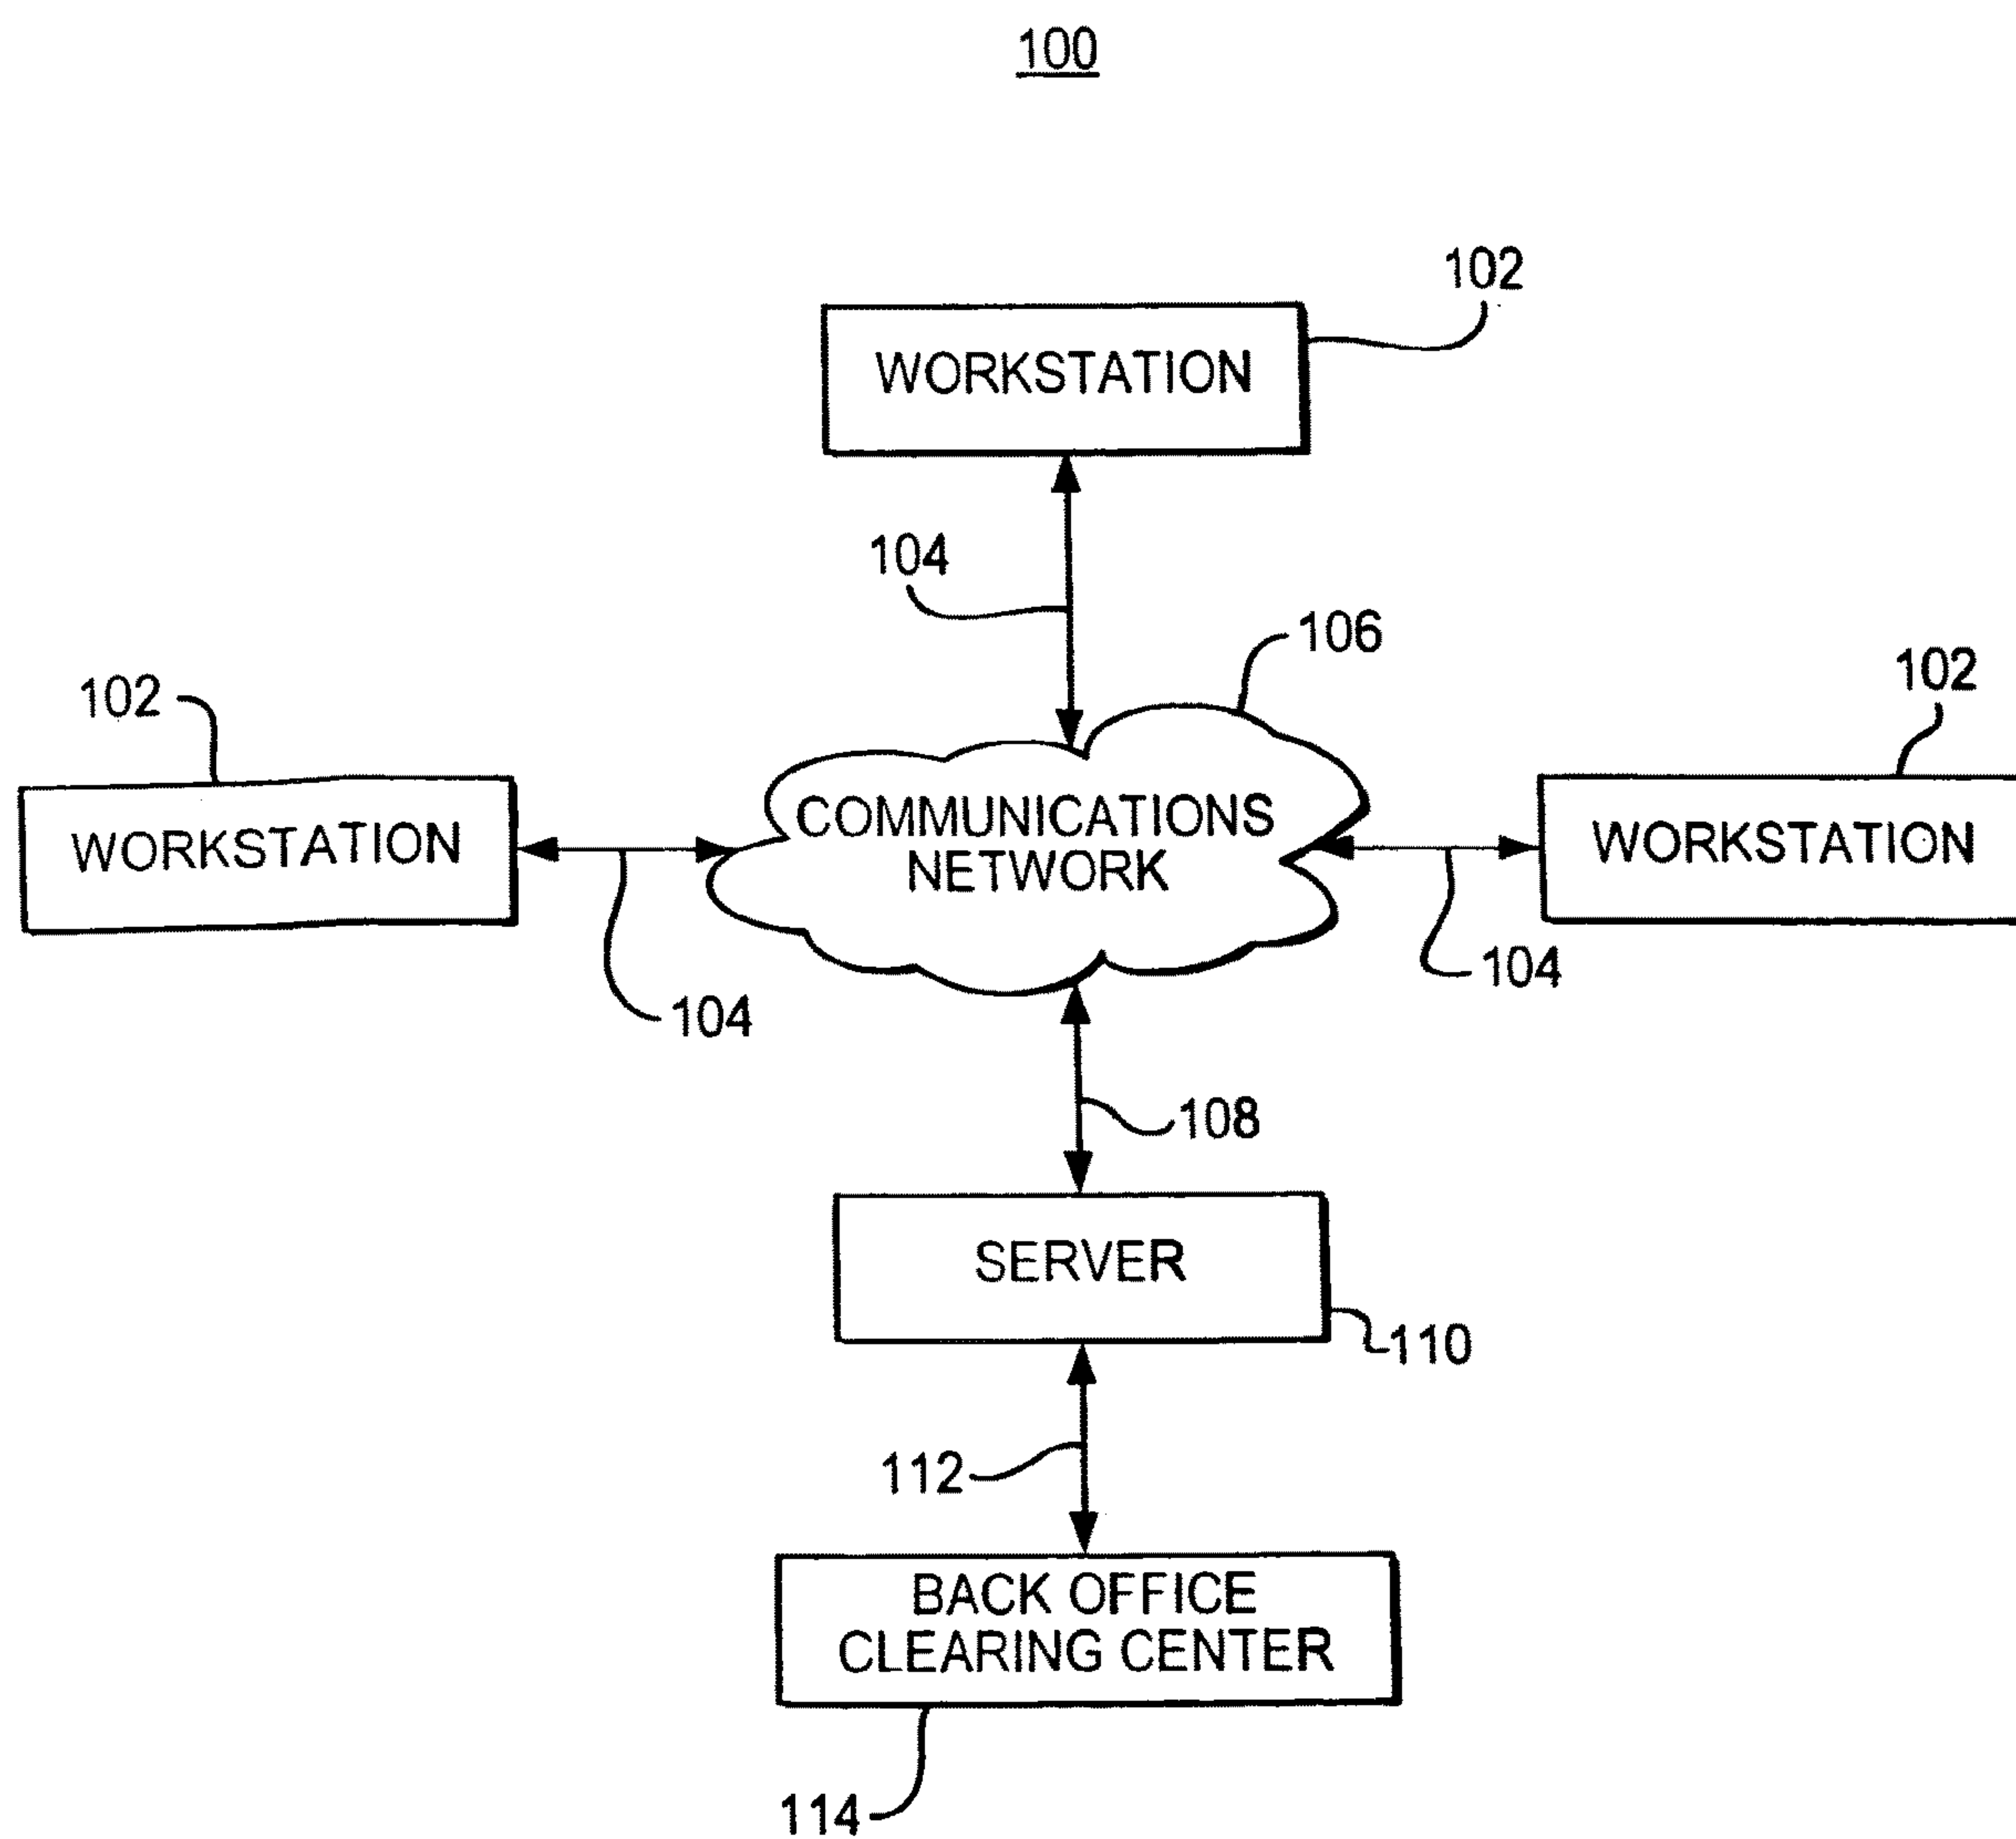 100
102
WORKSTATION
104
106
102
102
WORKSTATION
COMMUNICATIONS
NETWORK
WORKSTATION
104
104
108
SERVER
110
112
BACK OFFICE
CLEARING CENTER
114